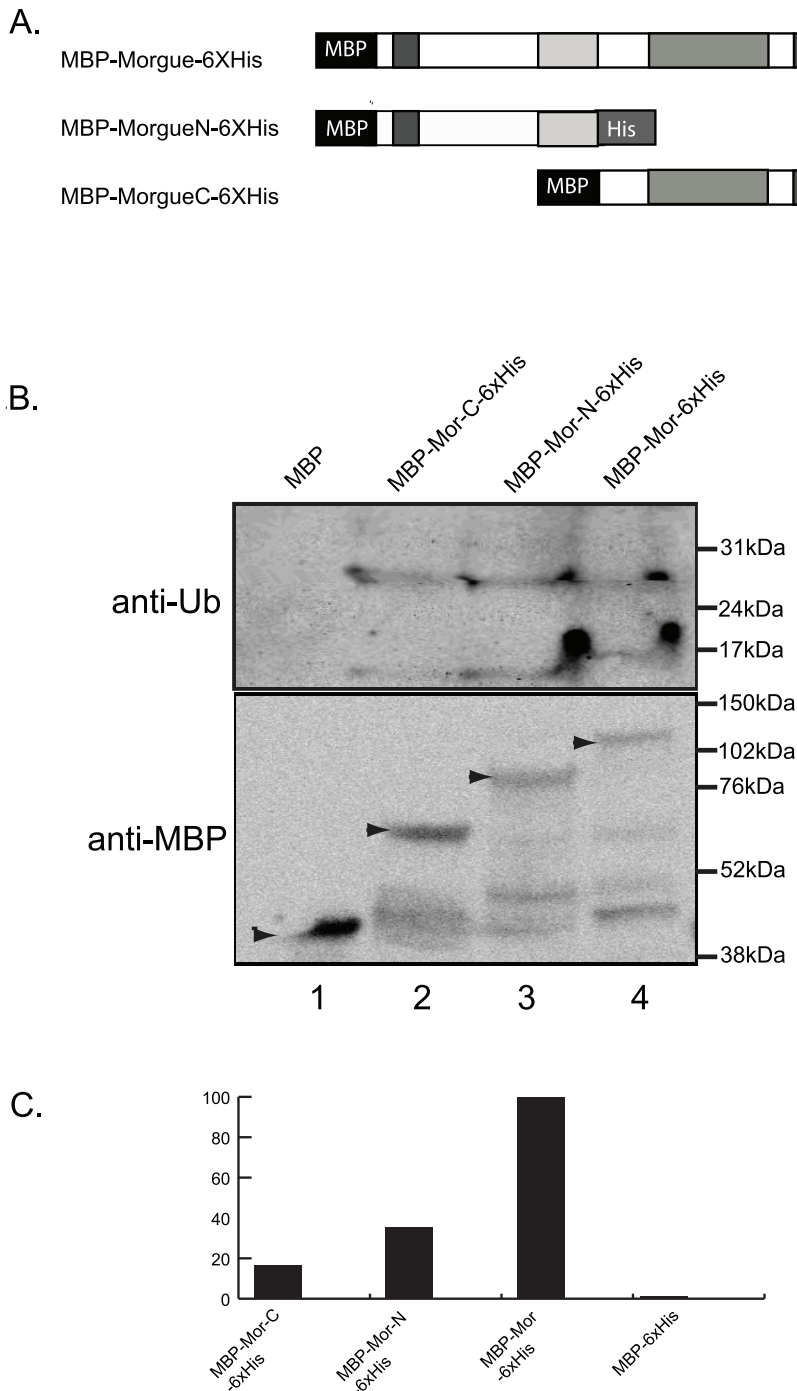 A.
MBP-Morgue-6XHis
MBP
MBP-MorgueN-6XHis
MBP
His
MBP-MorgueC-6XHis
MBP
B.
MBP
MBP-Mor-C-6xHis
MBP-Mor-N-6xHis
MBP-Mor-6xHis
anti-Ub
31kDa
24kDa
17kDa
anti-MBP
150kDa
102kDa
76kDa
52kDa
38kDa
1 2 3 4
C.
100
80
60
40
20
0
MBP-Mor-C
-6xHis
MBP-Mor-N
-6xHis
MBP-Mor
-6xHis
MBP-6xHis